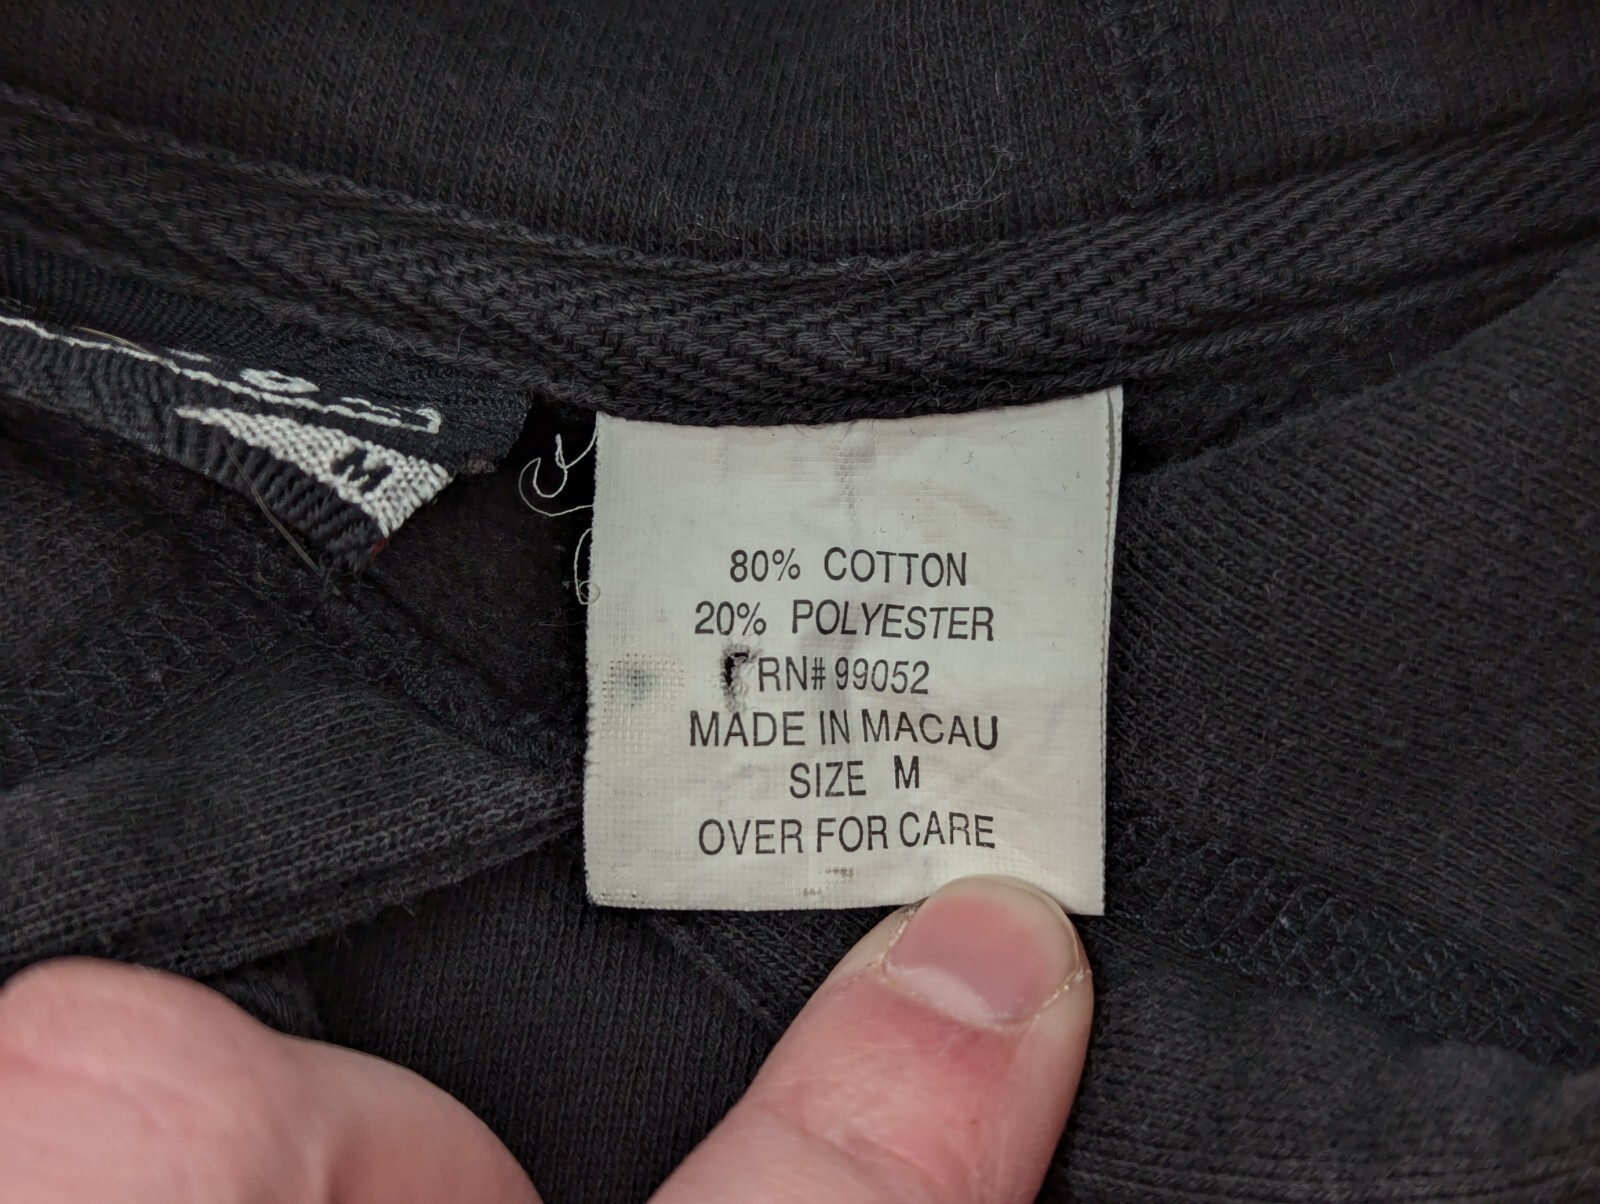 M
80% COTTON
20% POLYESTER
RN# 99052
MADE IN MACAU
SIZE M
OVER FOR CARE